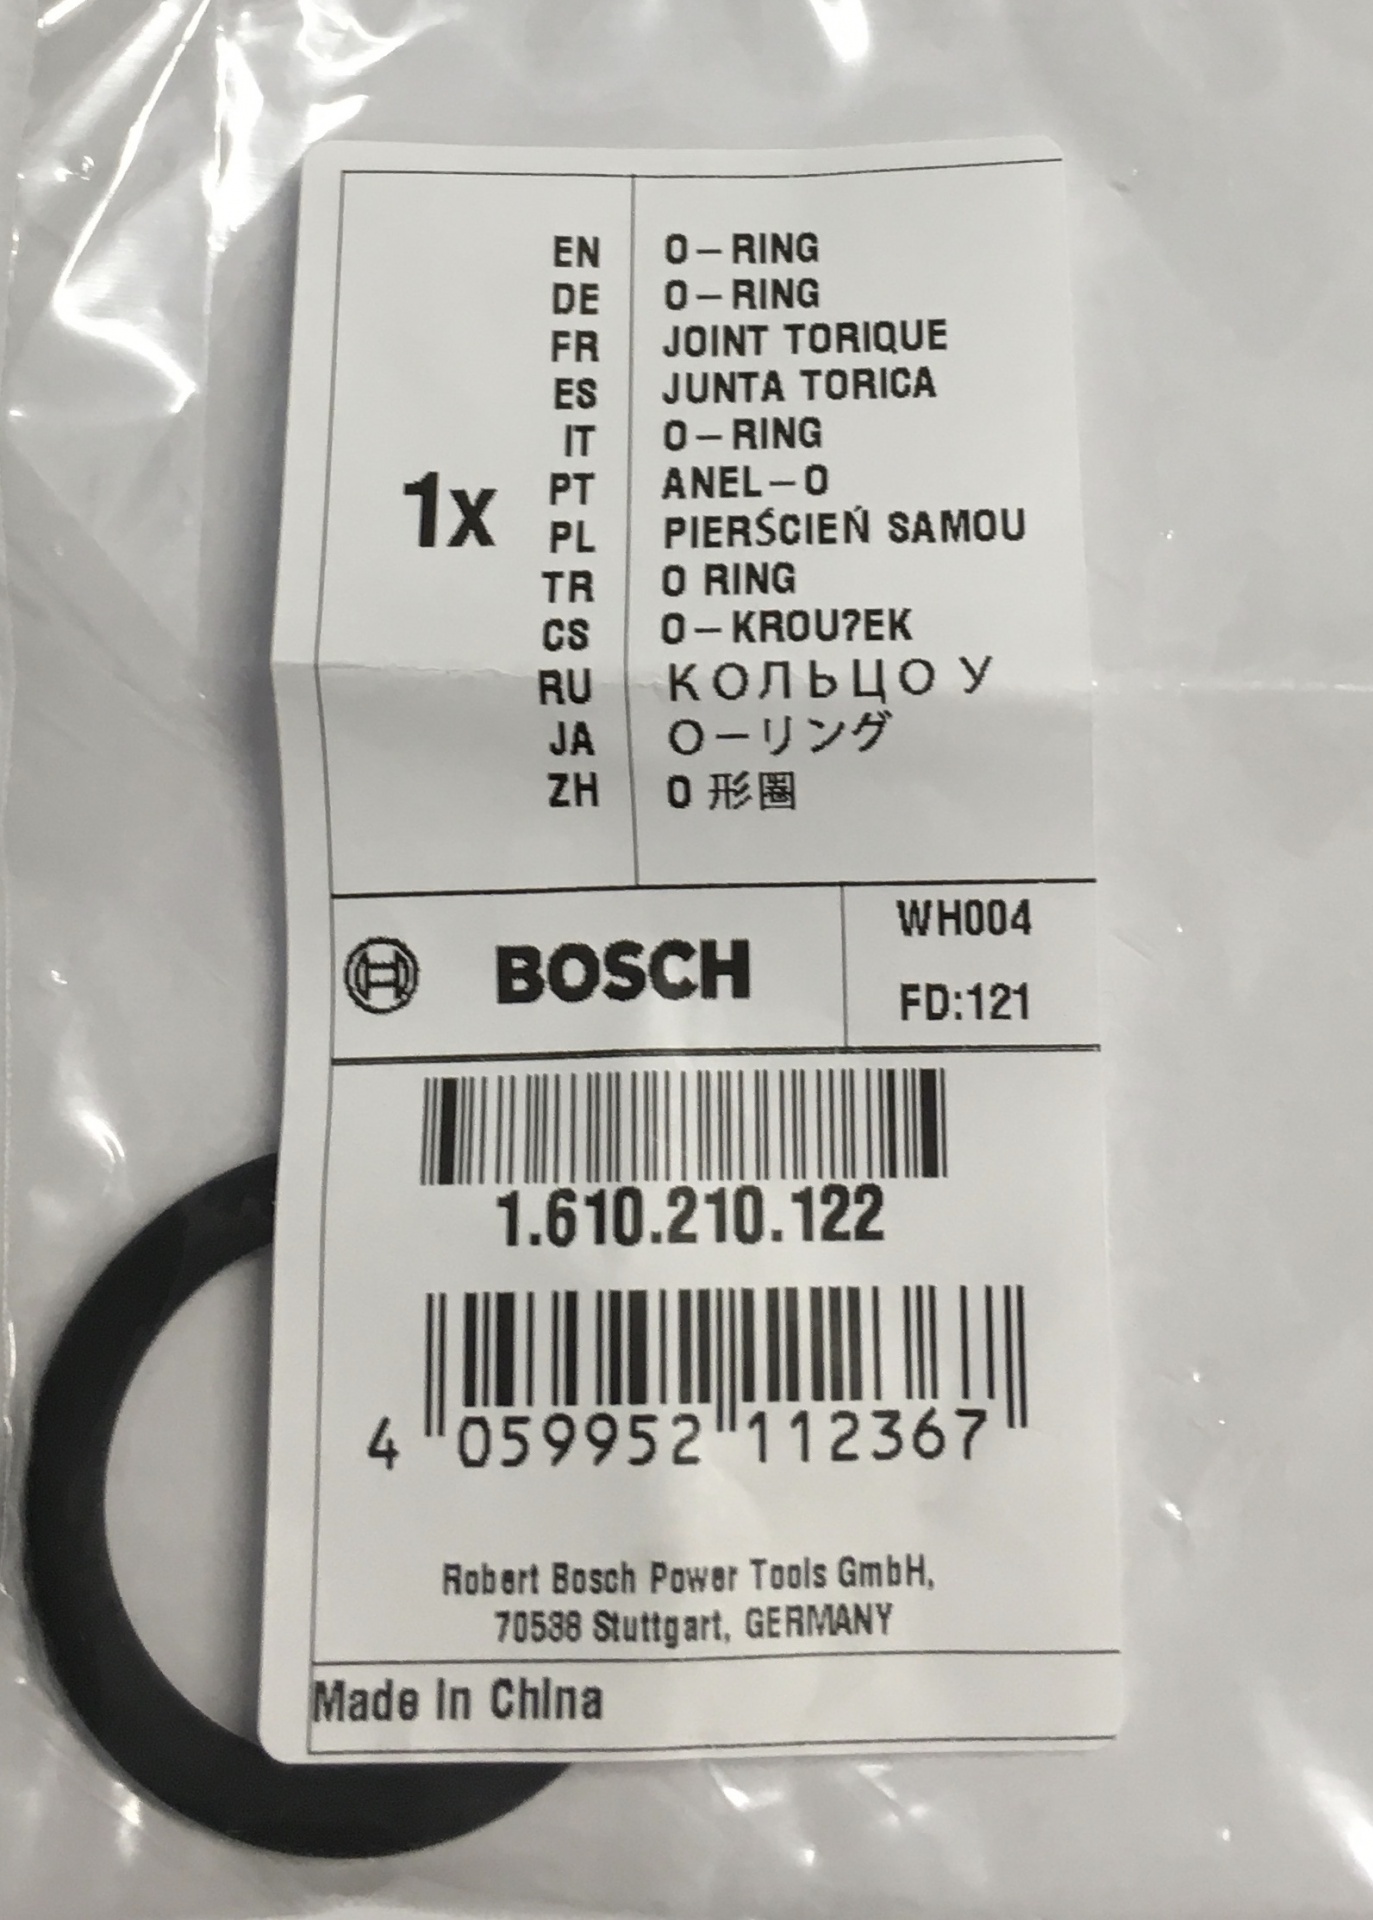 1x
EN O-RING
DE O-RING
FR JOINT TORIQUE
ES JUNTA TORICA
IT O-RING
PT ANEL-O
PL PIERŚCIEŃ SAMOU
TR O RING
CS O-KROU?EK
RU КОЛЬЦО У
JA O-リング
ZH O 形圈
BOSCH
WH004
FD:121
1.610.210.122
4 059952 112367
Robert Bosch Power Tools GmbH,
70538 Stuttgart, GERMANY
Made in China